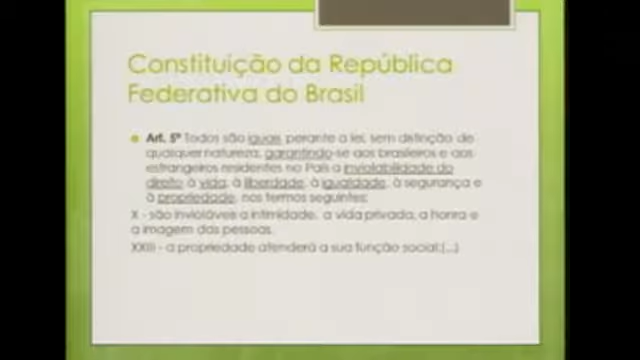 Constituição da República
Federativa do Brasil
Art. 5º Todos são iguais perante a lei, sem distinção de
qualquer natureza, garantindo-se aos brasileiros e aos
estrangeiros residentes no País a inviolabilidade do
direito à vida, à liberdade, à igualdade, à segurança e
à propriedade, nos termos seguintes:
X - são invioláveis a intimidade, a vida privada, a honra e
a imagem das pessoas.
XXIII - a propriedade atenderá a sua função social;(...)